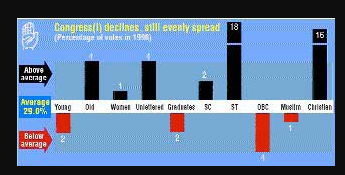 Congress(I) declines, still evenly spread
(Percentage of votes in 1996)
18
16
4
4
2
1
Above
average
Average
29.0%
Young Old Women Unlettered Graduates SC ST OBC Muslim Christian
Below
average
2
2
1
4